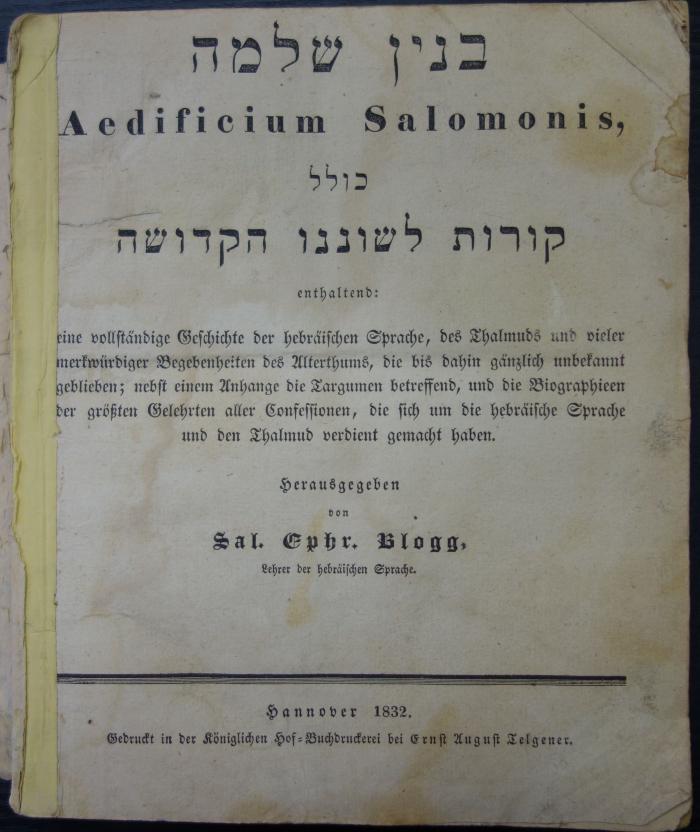 בנין שלמה
Aedificium Salomonis,
כולל
קורות לשוננו הקדושה
enthaltend:
eine vollständige Geschichte der hebräischen Sprache, des Thalmuds und vieler
merkwürdiger Begebenheiten des Alterthums, die bis dahin gänzlich unbekannt
geblieben; nebst einem Anhange die Targumen betreffend, und die Biographieen
der größten Gelehrten aller Confessionen, die sich um die hebräische Sprache
und den Thalmud verdient gemacht haben.
Herausgegeben
von
Sal. Ephr. Blogg,
Lehrer der hebräischen Sprache.
Hannover 1832.
Gedruckt in der Königlichen Hof-Buchdruckerei bei Ernst August Telgener.